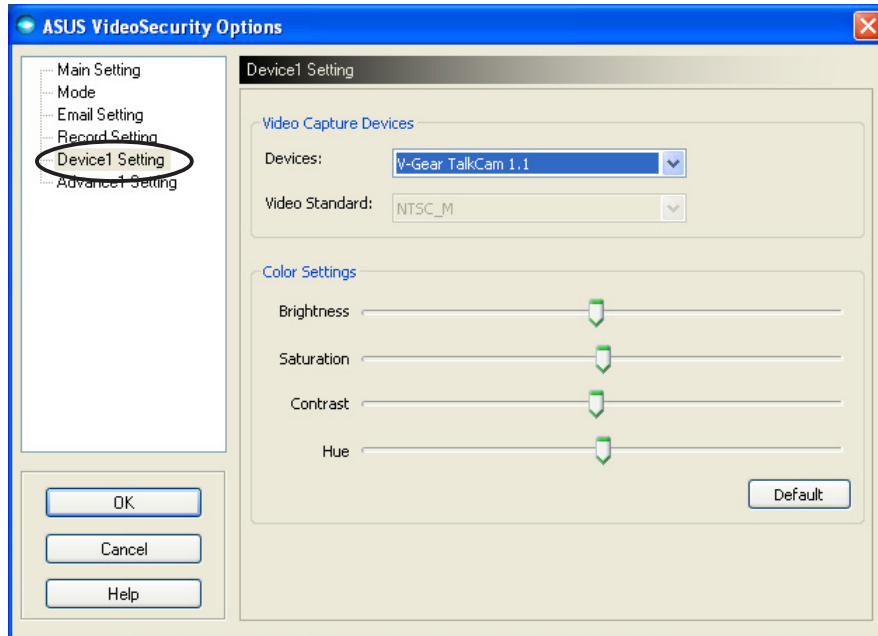 ASUS VideoSecurity Options
Main Setting
Mode
Email Setting
Record Setting
Device1 Setting
Advance1 Setting
OK
Cancel
Help
Device1 Setting
Video Capture Devices
Devices: V-Gear TalkCam 1.1
Video Standard: NTSC_M
Color Settings
Brightness
Saturation
Contrast
Hue
Default